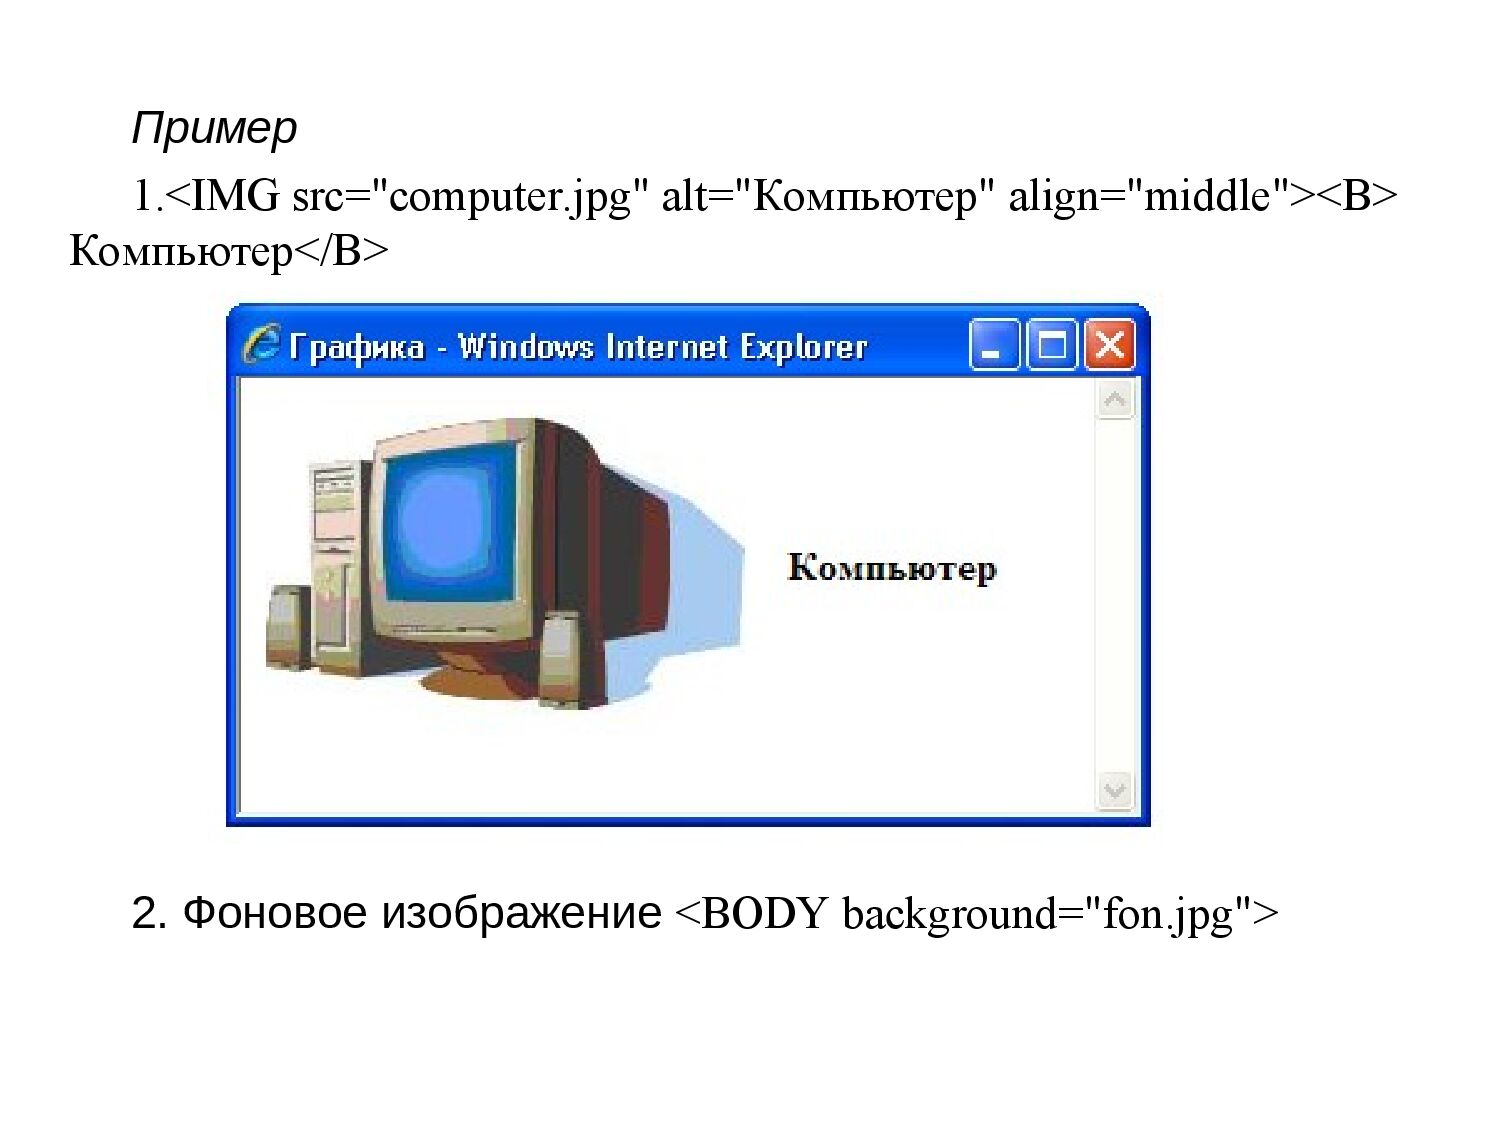 Пример
1.<IMG src="computer.jpg" alt="Компьютер" align="middle"><B>
Компьютер</B>
Графика - Windows Internet Explorer
Компьютер
2. Фоновое изображение <BODY background="fon.jpg">